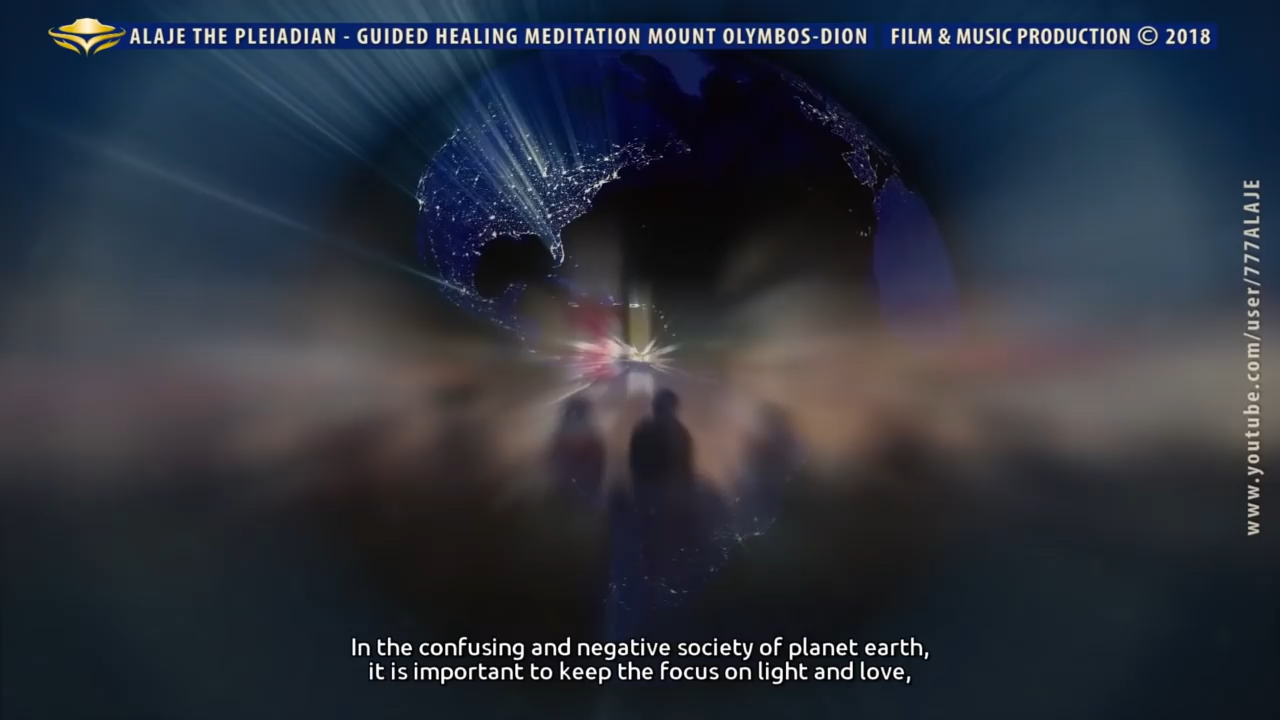 ALAJE THE PLEIADIAN - GUIDED HEALING MEDITATION MOUNT OLYMBOS-DION FILM & MUSIC PRODUCTION © 2018
www.youtube.com/user/777ALAJE
In the confusing and negative society of planet earth,
it is important to keep the focus on light and love,